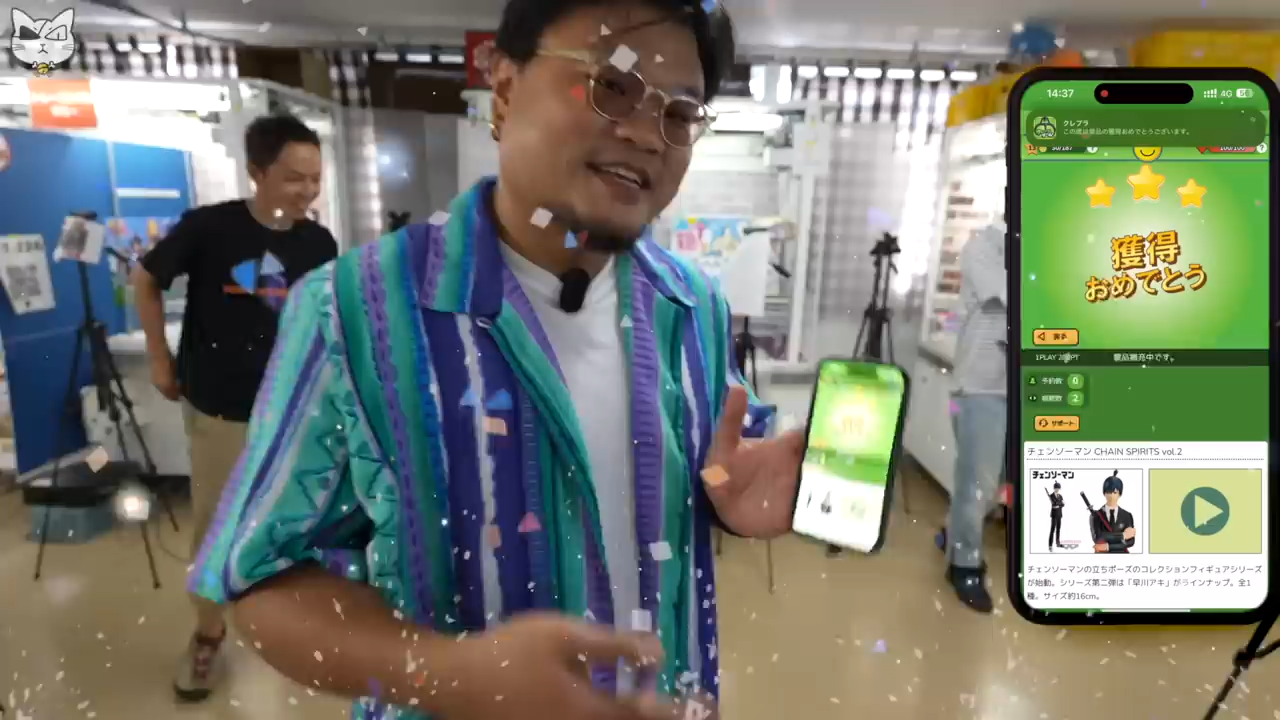 14:37
4G
クレプラ
この度は景品の獲得おめでとうございます。
獲得
おめでとう
戻る
1PLAY
景品補充中です。
予約数 0
視聴数 2
サポート
チェンソーマン CHAIN SPIRITS vol.2
チェンソーマン
チェンソーマンの立ちポーズのコレクションフィギュアシリーズ
が始動。シリーズ第二弾は「早川アキ」がラインナップ。全1
種。サイズ約16cm。